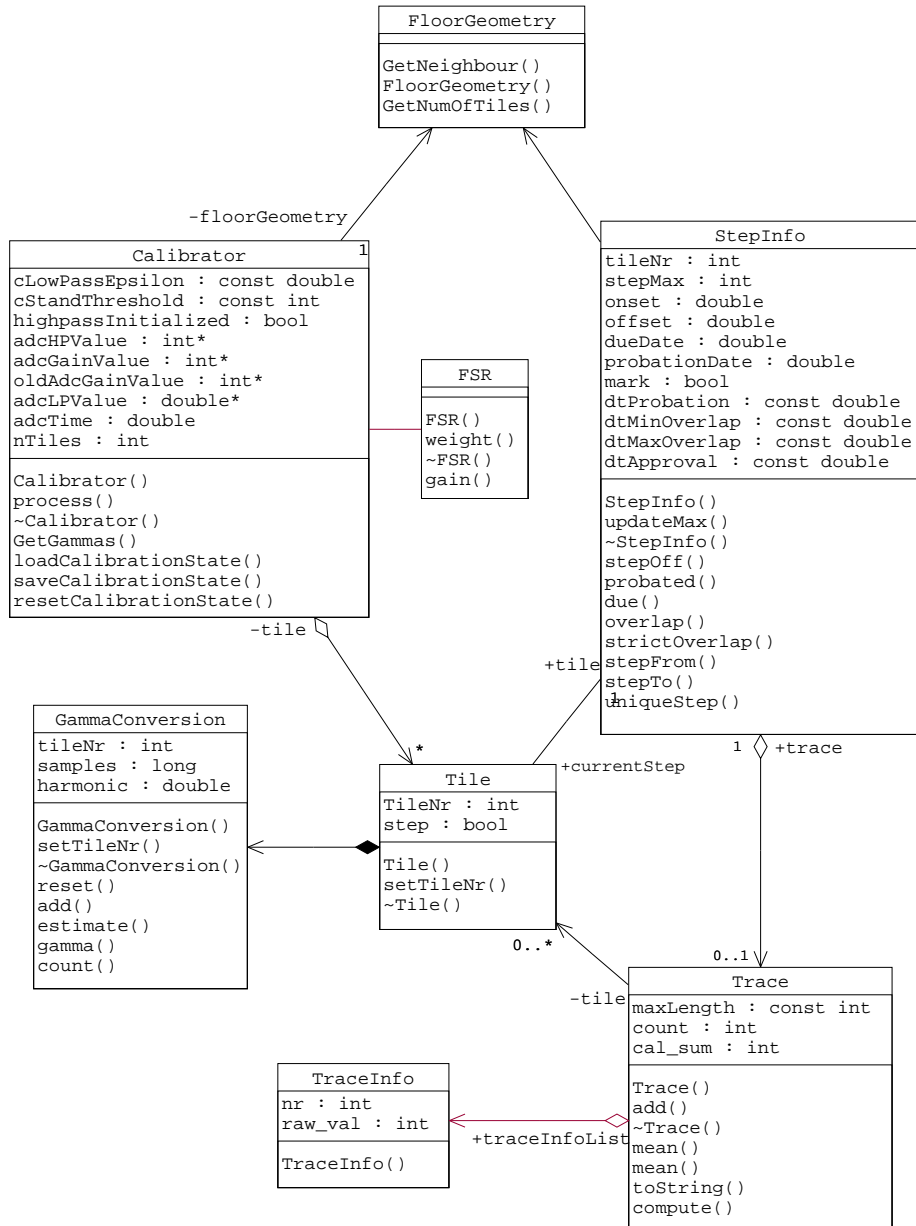 FloorGeometry
GetNeighbour()
FloorGeometry()
GetNumOfTiles()
-floorGeometry
1
Calibrator
cLowPassEpsilon : const double
cStandThreshold : const int
highpassInitialized : bool
adcHPValue : int*
adcGainValue : int*
oldAdcGainValue : int*
adcLPValue : double*
adcTime : double
nTiles : int
Calibrator()
process()
~Calibrator()
GetGammas()
loadCalibrationState()
saveCalibrationState()
resetCalibrationState()
FSR
FSR()
weight()
~FSR()
gain()
StepInfo
tileNr : int
stepMax : int
onset : double
offset : double
dueDate : double
probationDate : double
mark : bool
dtProbation : const double
dtMinOverlap : const double
dtMaxOverlap : const double
dtApproval : const double
StepInfo()
updateMax()
~StepInfo()
stepOff()
probated()
due()
overlap()
strictOverlap()
stepFrom()
stepTo()
uniqueStep()
-tile
*
+tile
1
+currentStep
1
+trace
0..1
GammaConversion
tileNr : int
samples : long
harmonic : double
GammaConversion()
setTileNr()
~GammaConversion()
reset()
add()
estimate()
gamma()
count()
Tile
TileNr : int
step : bool
Tile()
setTileNr()
~Tile()
0..*
-tile
Trace
maxLength : const int
count : int
cal_sum : int
Trace()
add()
~Trace()
mean()
mean()
toString()
compute()
+traceInfoList
TraceInfo
nr : int
raw_val : int
TraceInfo()